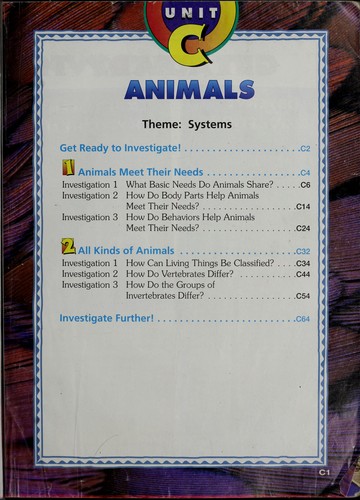 UNIT
C
ANIMALS
Theme: Systems
Get Ready to Investigate! . . . . . . . . . . . . . . . . . . . . . C2
1 Animals Meet Their Needs . . . . . . . . . . . . . . . . . C4
Investigation 1 What Basic Needs Do Animals Share? . . . . . C6
Investigation 2 How Do Body Parts Help Animals
Meet Their Needs? . . . . . . . . . . . . . . . . . C14
Investigation 3 How Do Behaviors Help Animals
Meet Their Needs? . . . . . . . . . . . . . . . . . C24
2 All Kinds of Animals . . . . . . . . . . . . . . . . . . . . . C32
Investigation 1 How Can Living Things Be Classified? . . . . C34
Investigation 2 How Do Vertebrates Differ? . . . . . . . . . . . C44
Investigation 3 How Do the Groups of
Invertebrates Differ? . . . . . . . . . . . . . . . . C54
Investigate Further! . . . . . . . . . . . . . . . . . . . . . . . . . C64
C1